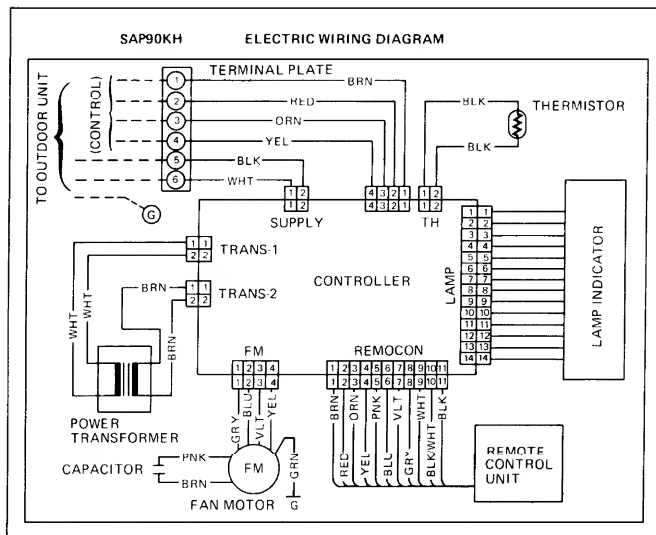 SAP90KH ELECTRIC WIRING DIAGRAM
TERMINAL PLATE
TO OUTDOOR UNIT
(CONTROL)
1 BRN
2 RED
3 ORN
4 YEL
5 BLK
6 WHT
G
BLK
BLK
THERMISTOR
1 2
1 2
SUPPLY
4 3 2 1
4 3 2 1
1 2
1 2
TH
1 1
2 2
TRANS-1
1 1
2 2
TRANS-2
CONTROLLER
LAMP
1 1
2 2
3 3
4 4
5 5
6 6
7 7
8 8
9 9
10 10
11 11
12 12
13 13
14 14
LAMP INDICATOR
WHT
WHT
BRN
BRN
POWER
TRANSFORMER
FM
1 2 3 4
1 2 3 4
GRY
BLU
VLT
YEL
CAPACITOR
PNK
BRN
FM
FAN MOTOR
GRN
G
REMOCON
1 2 3 4 5 6 7 8 9 10 11
1 2 3 4 5 6 7 8 9 10 11
BRN
RED
ORN
YEL
PNK
BLU
VLT
GRY
WHT
BLK/WHT
BLK
REMOTE
CONTROL
UNIT